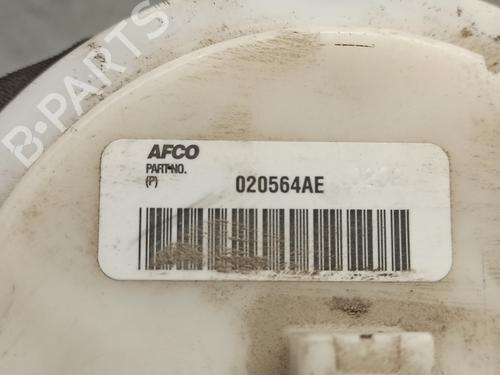 B-PARTS
AFCO
PART-NO.
(P)
020564AE